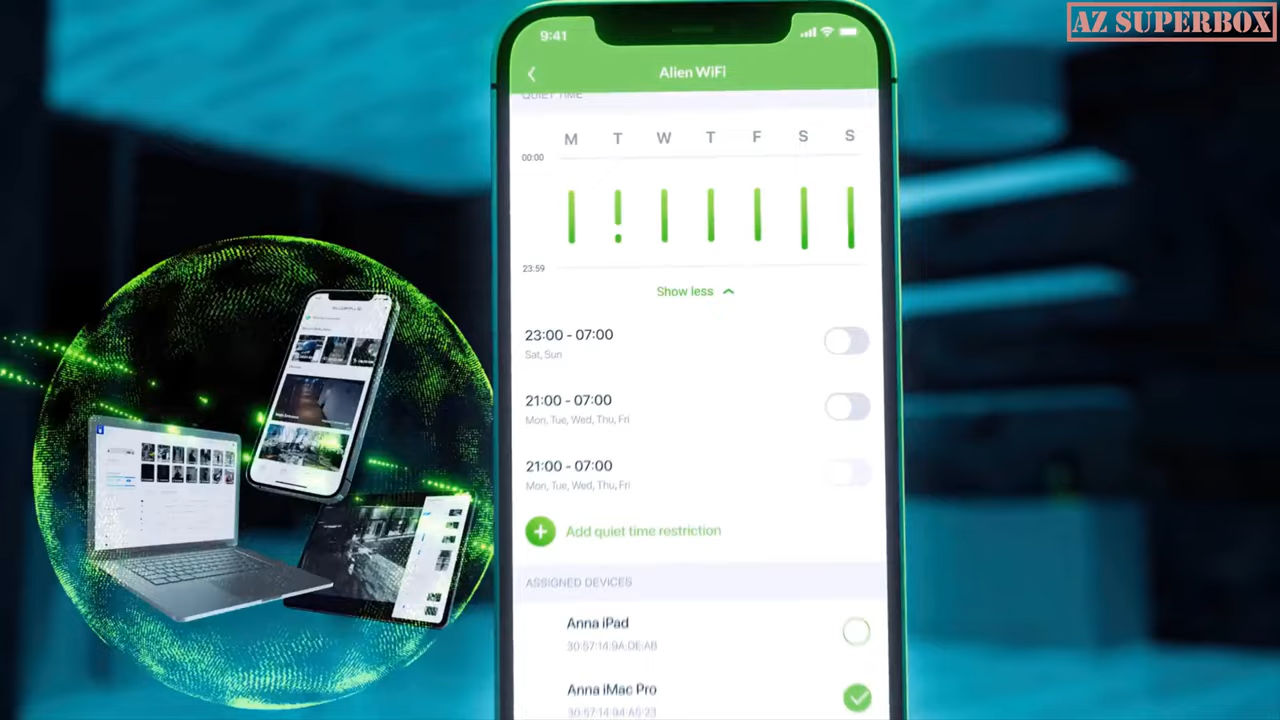 AZ SUPERBOX
9:41
Alien WiFi
QUIET TIME
M T W T F S S
00:00
23:59
Show less
23:00 - 07:00
Sat, Sun
21:00 - 07:00
Mon, Tue, Wed, Thu, Fri
21:00 - 07:00
Mon, Tue, Wed, Thu, Fri
Add quiet time restriction
ASSIGNED DEVICES
Anna iPad
30:57:14:9A:DE:AB
Anna iMac Pro
30:57:14:94:A5:23